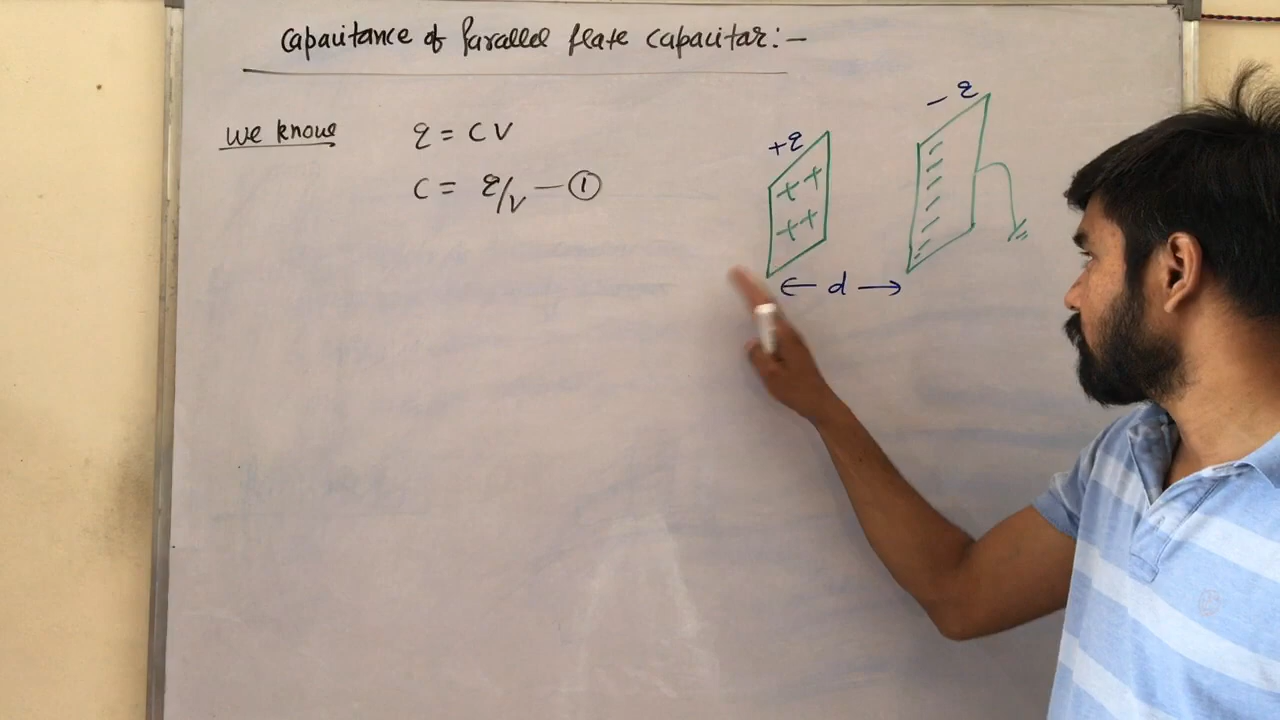 Capacitance of Parallel plate capacitor:-
We know q = CV
C = q/V — ①
+q
- q
+ +
+ +
← d →